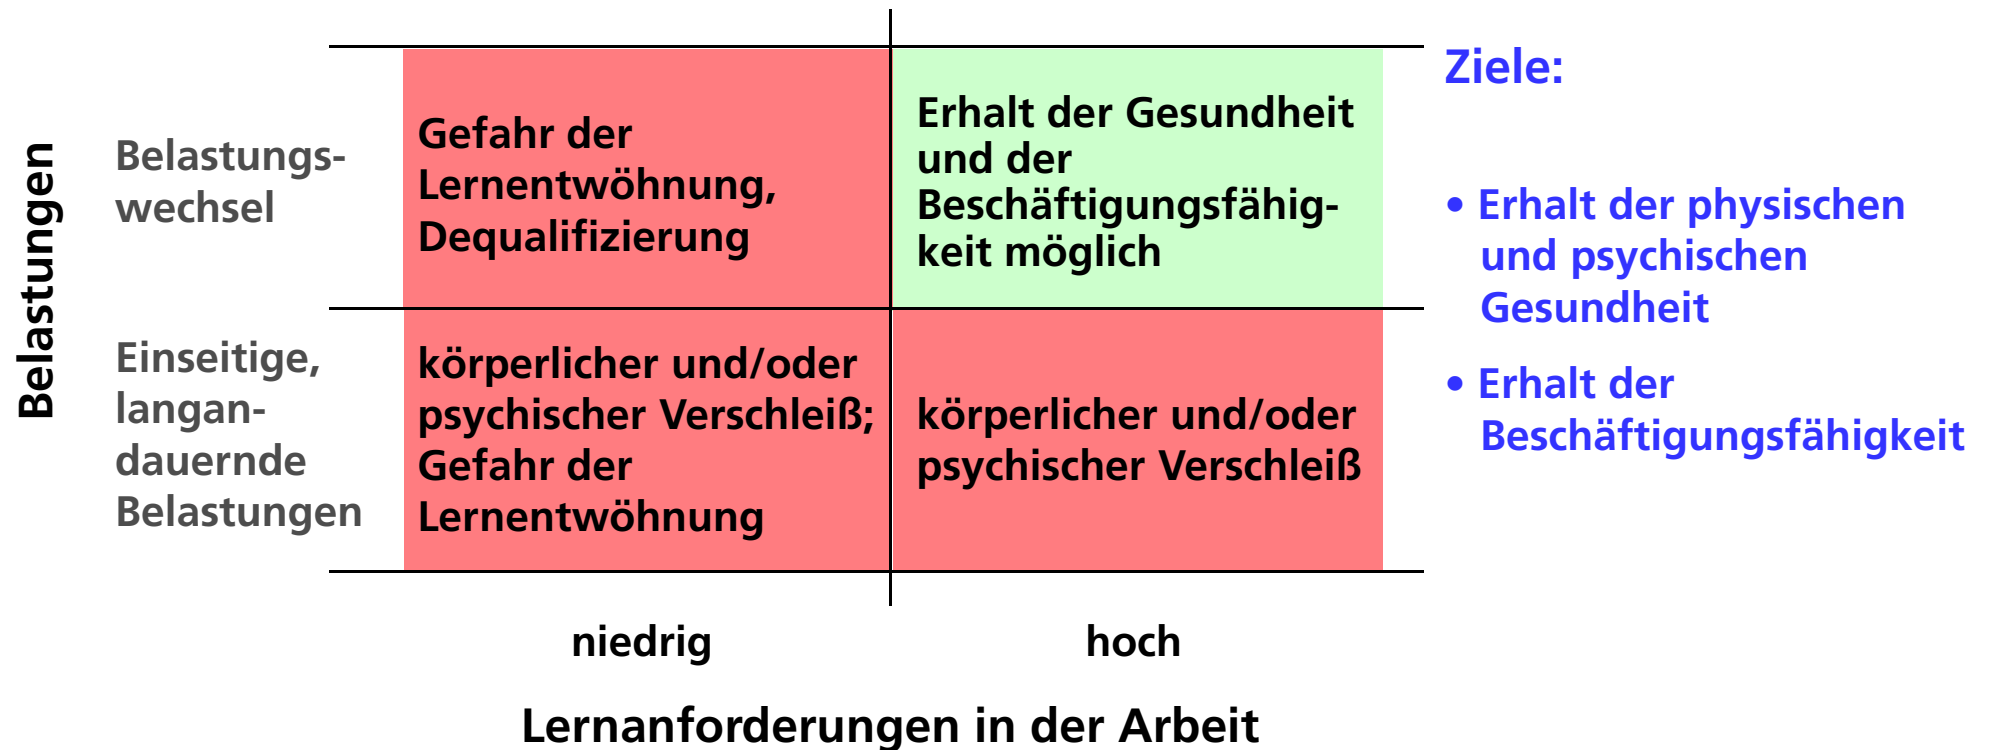 Belastungen
Belastungs-
wechsel
Gefahr der
Lernentwöhnung,
Dequalifizierung
Erhalt der Gesundheit
und der
Beschäftigungsfähig-
keit möglich
Einseitige,
langan-
dauernde
Belastungen
körperlicher und/oder
psychischer Verschleiß;
Gefahr der
Lernentwöhnung
körperlicher und/oder
psychischer Verschleiß
niedrig
hoch
Lernanforderungen in der Arbeit
Ziele:
• Erhalt der physischen
und psychischen
Gesundheit
• Erhalt der
Beschäftigungsfähigkeit